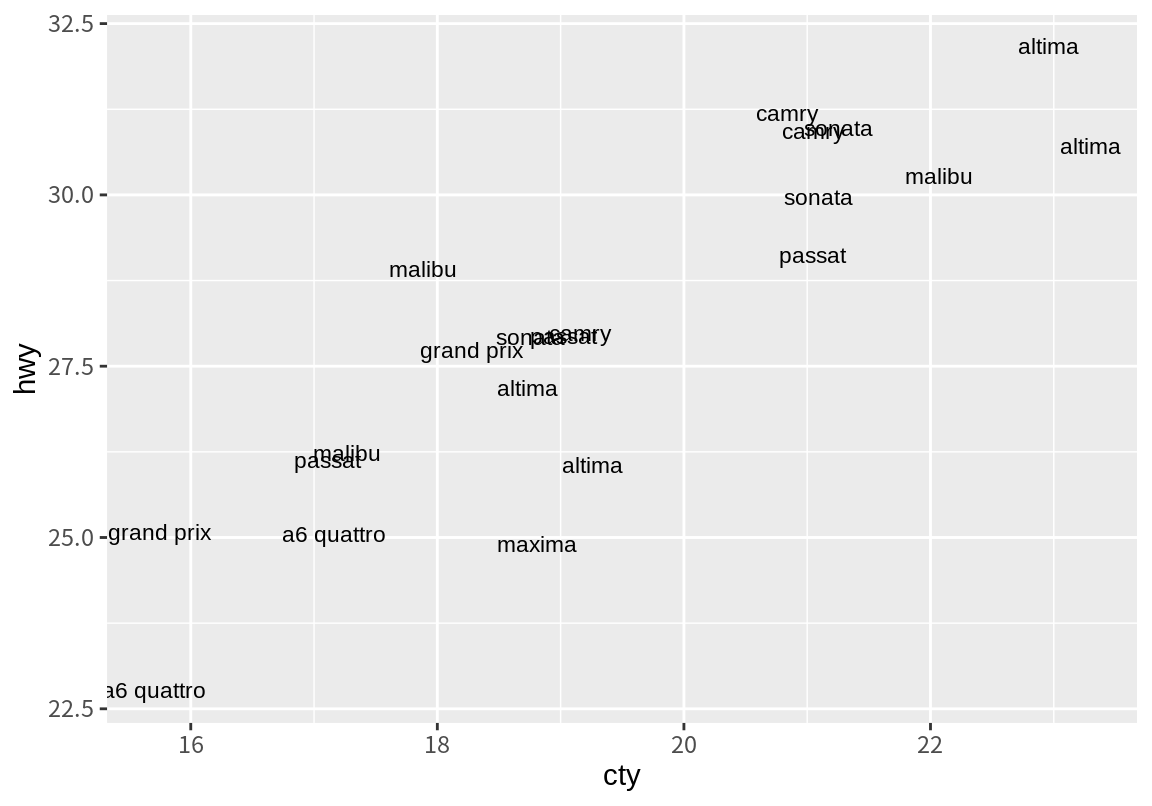 32.5
altima
camry
camry
sonata
altima
malibu
30.0
sonata
passat
malibu
camry
sonata
passat
grand prix
27.5
altima
malibu
passat
altima
grand prix
a6 quattro
25.0
maxima
a6 quattro
22.5
hwy
16
18
20
22
cty